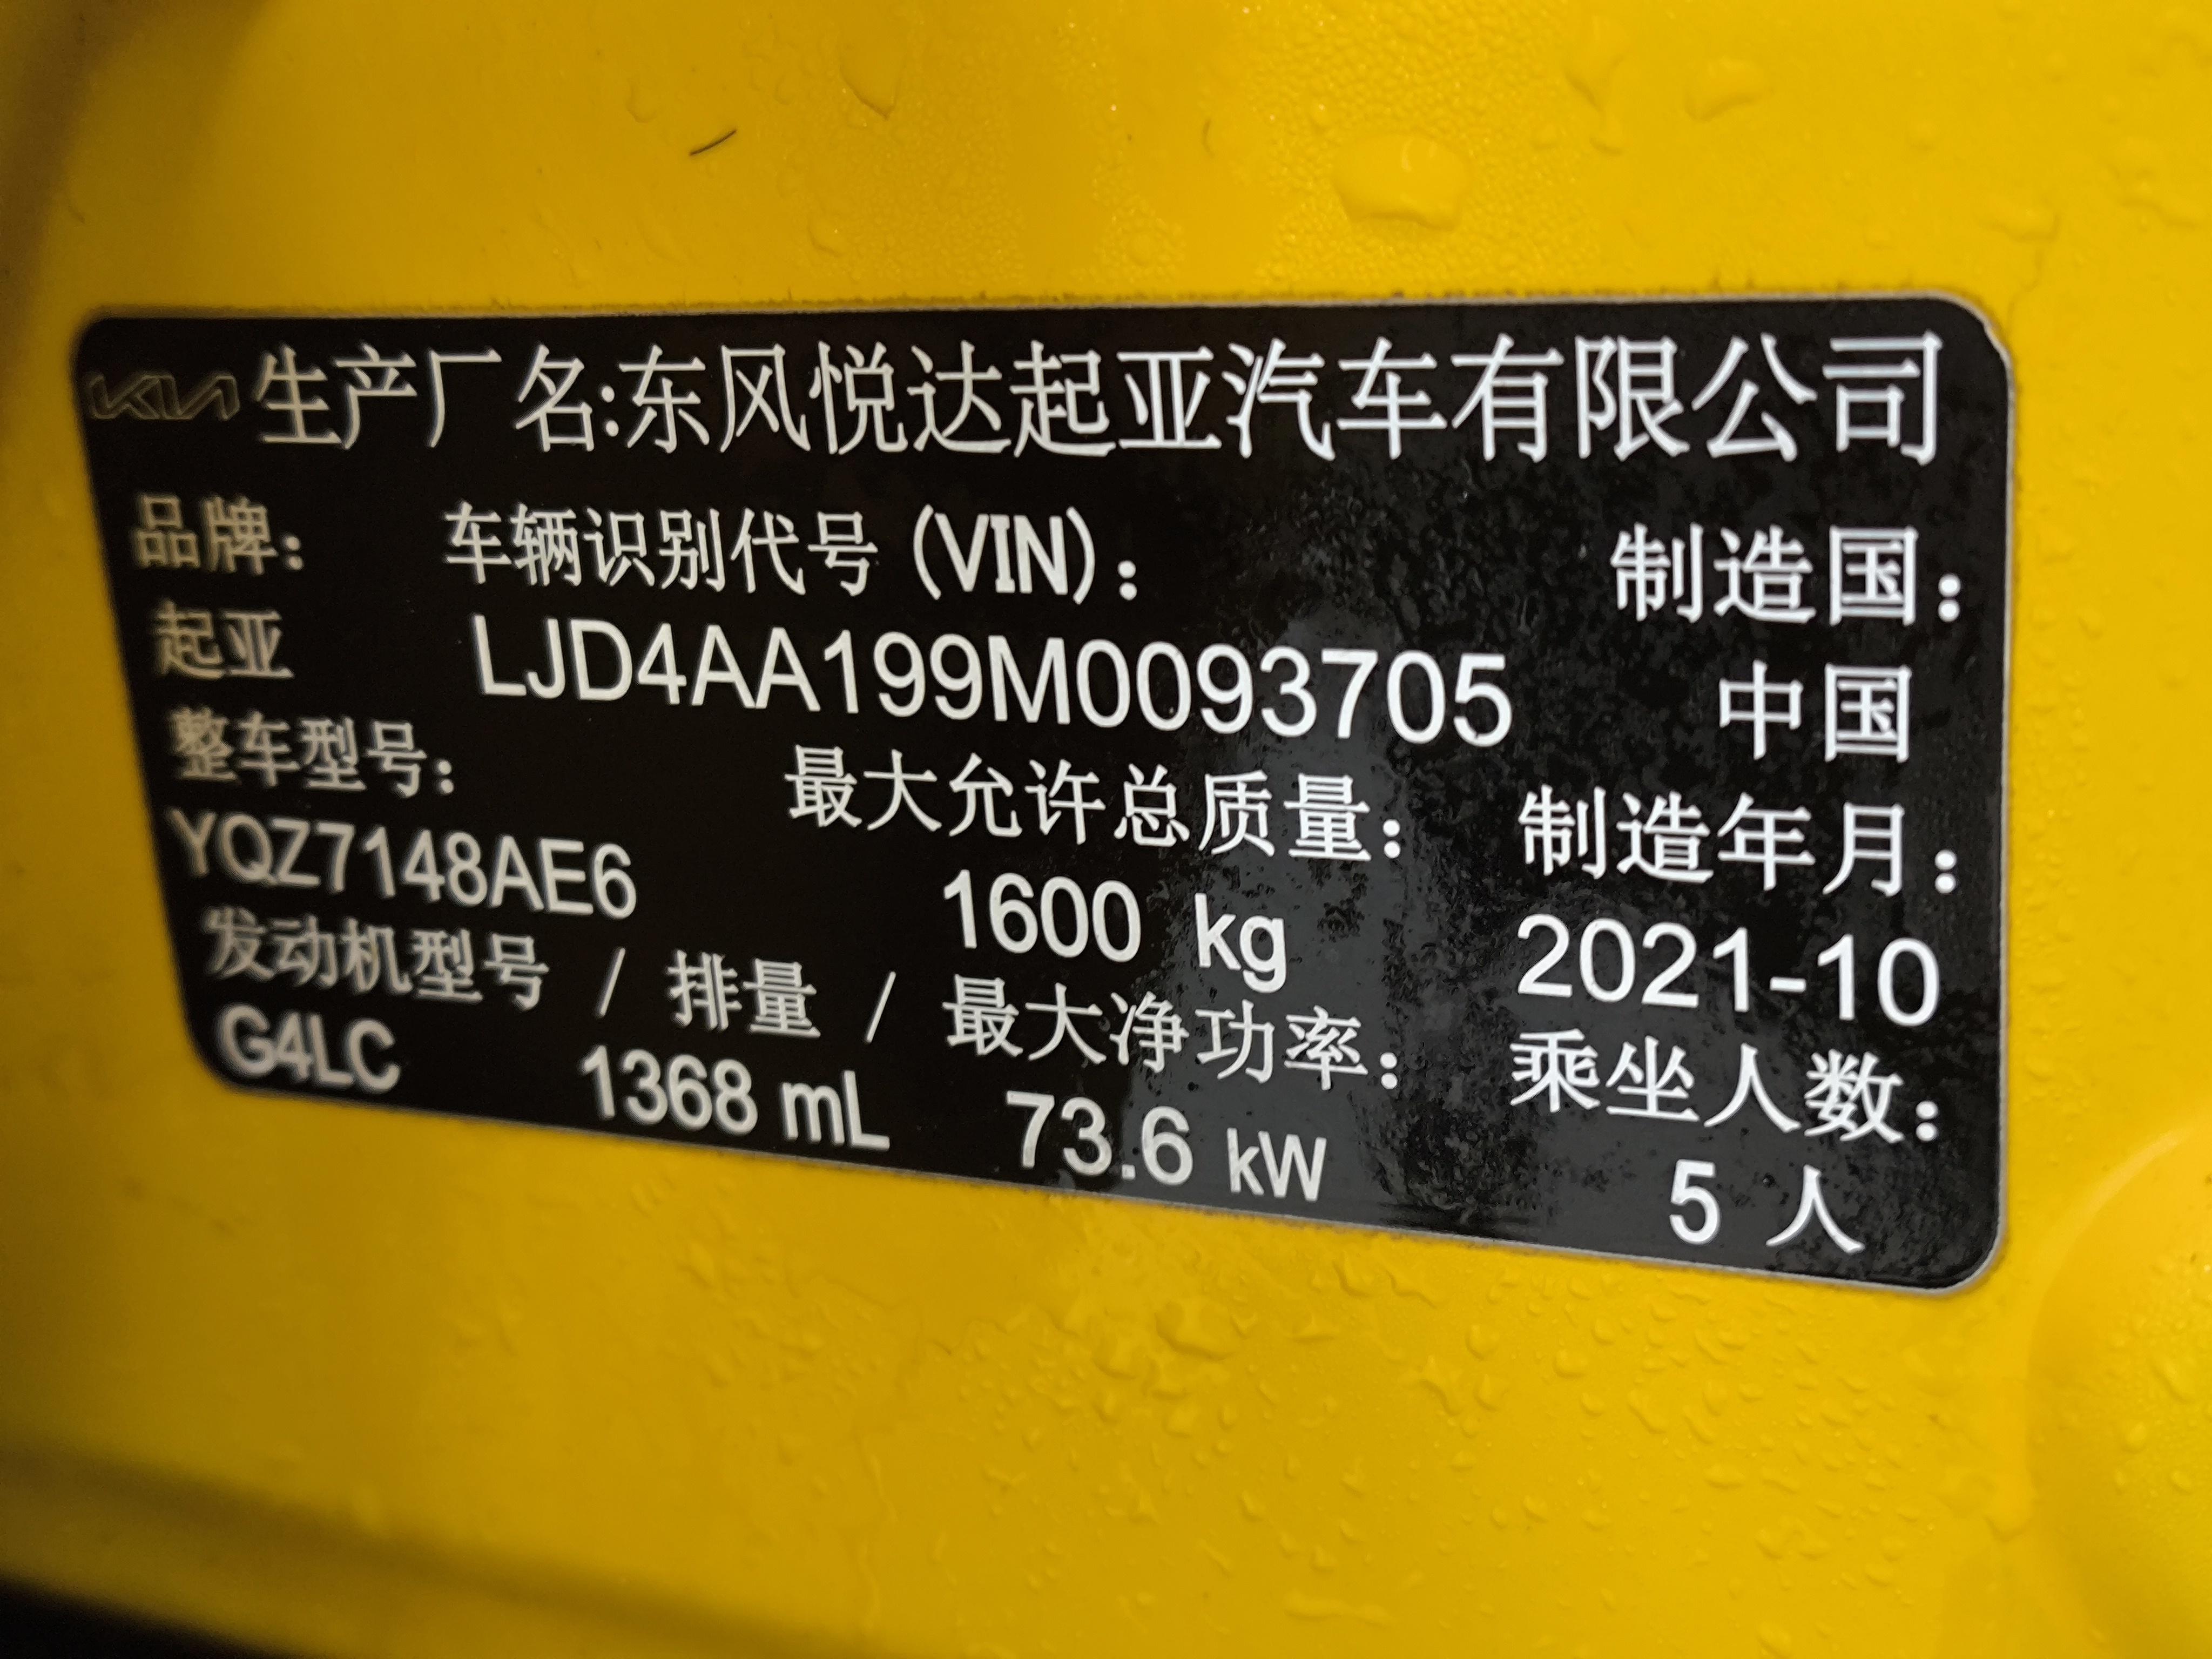 KIA 生产厂名:东风悦达起亚汽车有限公司
品牌: 车辆识别代号 (VIN): 制造国:
起亚 LJD4AA199M0093705 中国
整车型号: 最大允许总质量: 制造年月:
YQZ7148AE6 1600 kg 2021-10
发动机型号 / 排量 / 最大净功率: 乘坐人数:
G4LC 1368 mL 73.6 kW 5 人